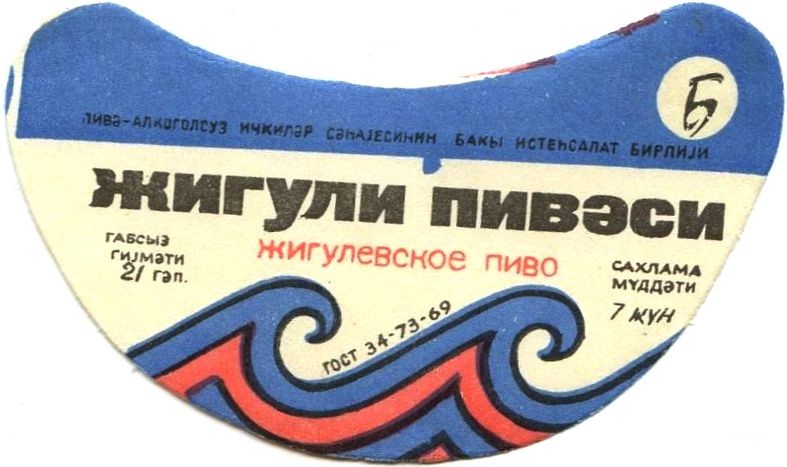 Б
ПИВӘ-АЛКОГОЛСУЗ ИЧКИЛӘР СӘНАЈЕСИНИН БАКЫ ИСТЕҺСАЛАТ БИРЛИЈИ
ЖИГУЛИ ПИВӘСИ
ЖИГУЛЕВСКОЕ ПИВО
ГАБСЫЗ
ГИЈМӘТИ
21 ГӘП.
САХЛАМА
МҮДДӘТИ
7 ҜҮН
ГОСТ 34-73-69